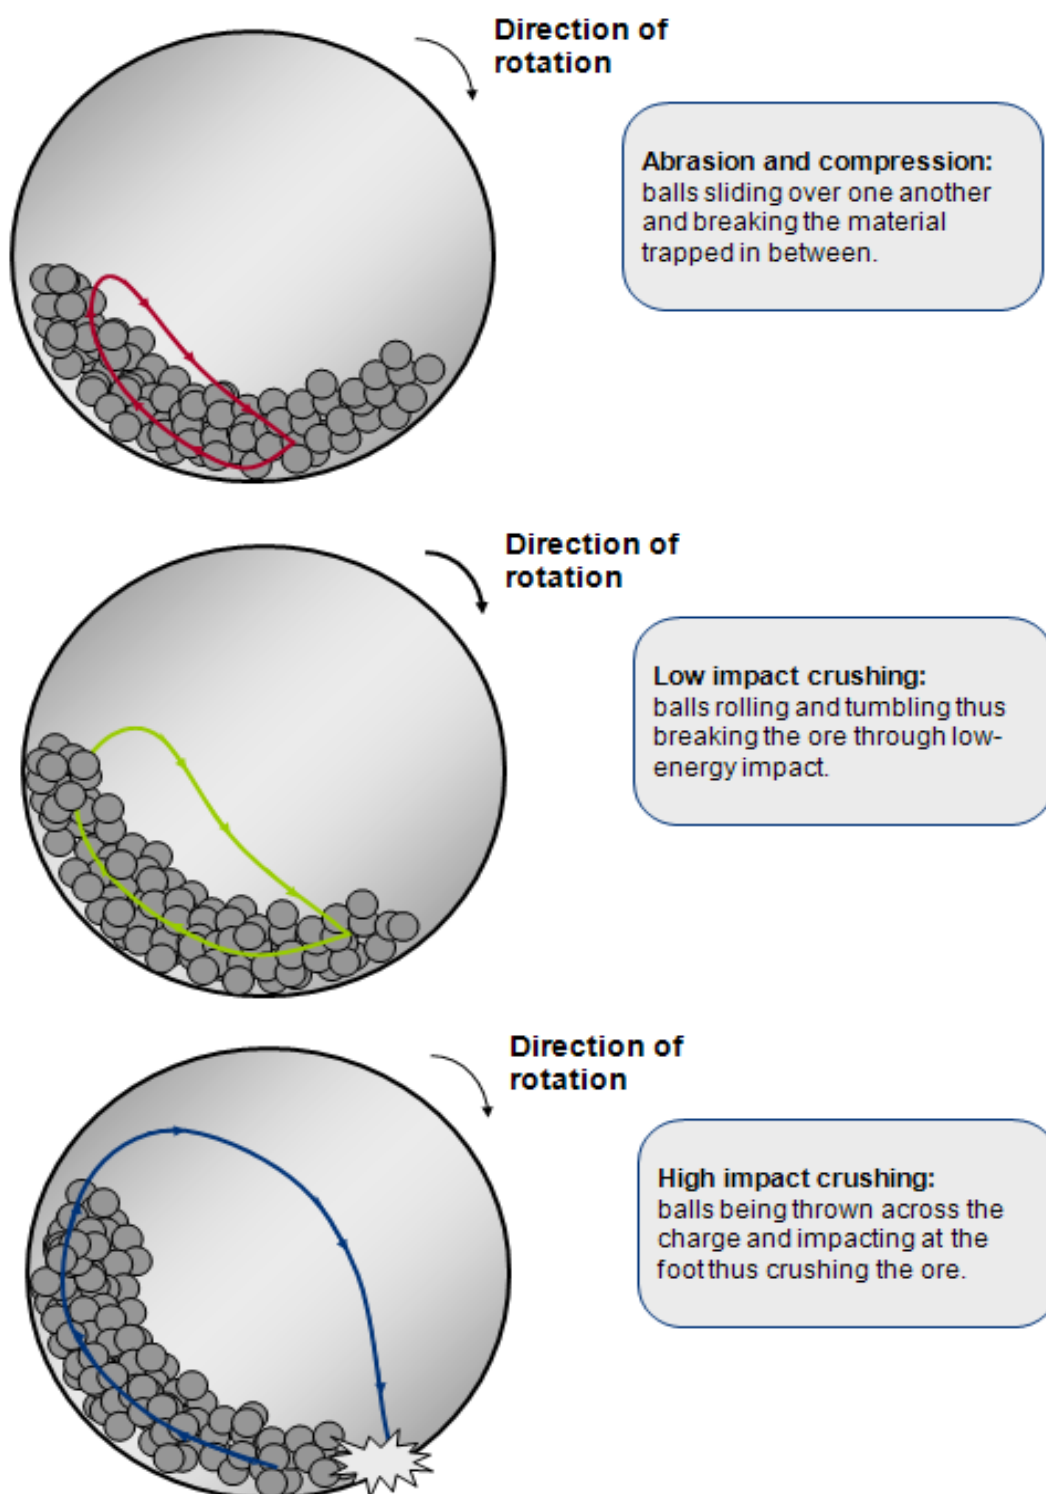 Direction of
rotation
Abrasion and compression:
balls sliding over one another
and breaking the material
trapped in between.
Direction of
rotation
Low impact crushing:
balls rolling and tumbling thus
breaking the ore through low-
energy impact.
Direction of
rotation
High impact crushing:
balls being thrown across the
charge and impacting at the
foot thus crushing the ore.